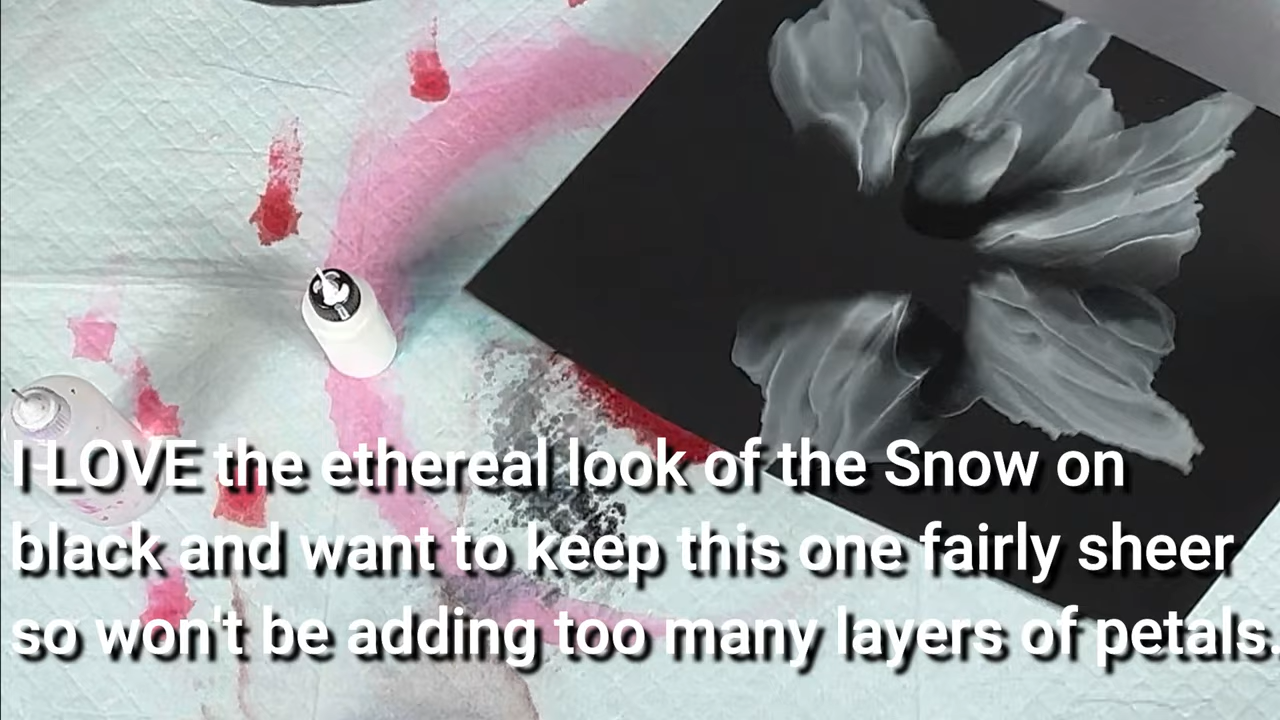 I LOVE the ethereal look of the Snow on
black and want to keep this one fairly sheer
so won't be adding too many layers of petals.